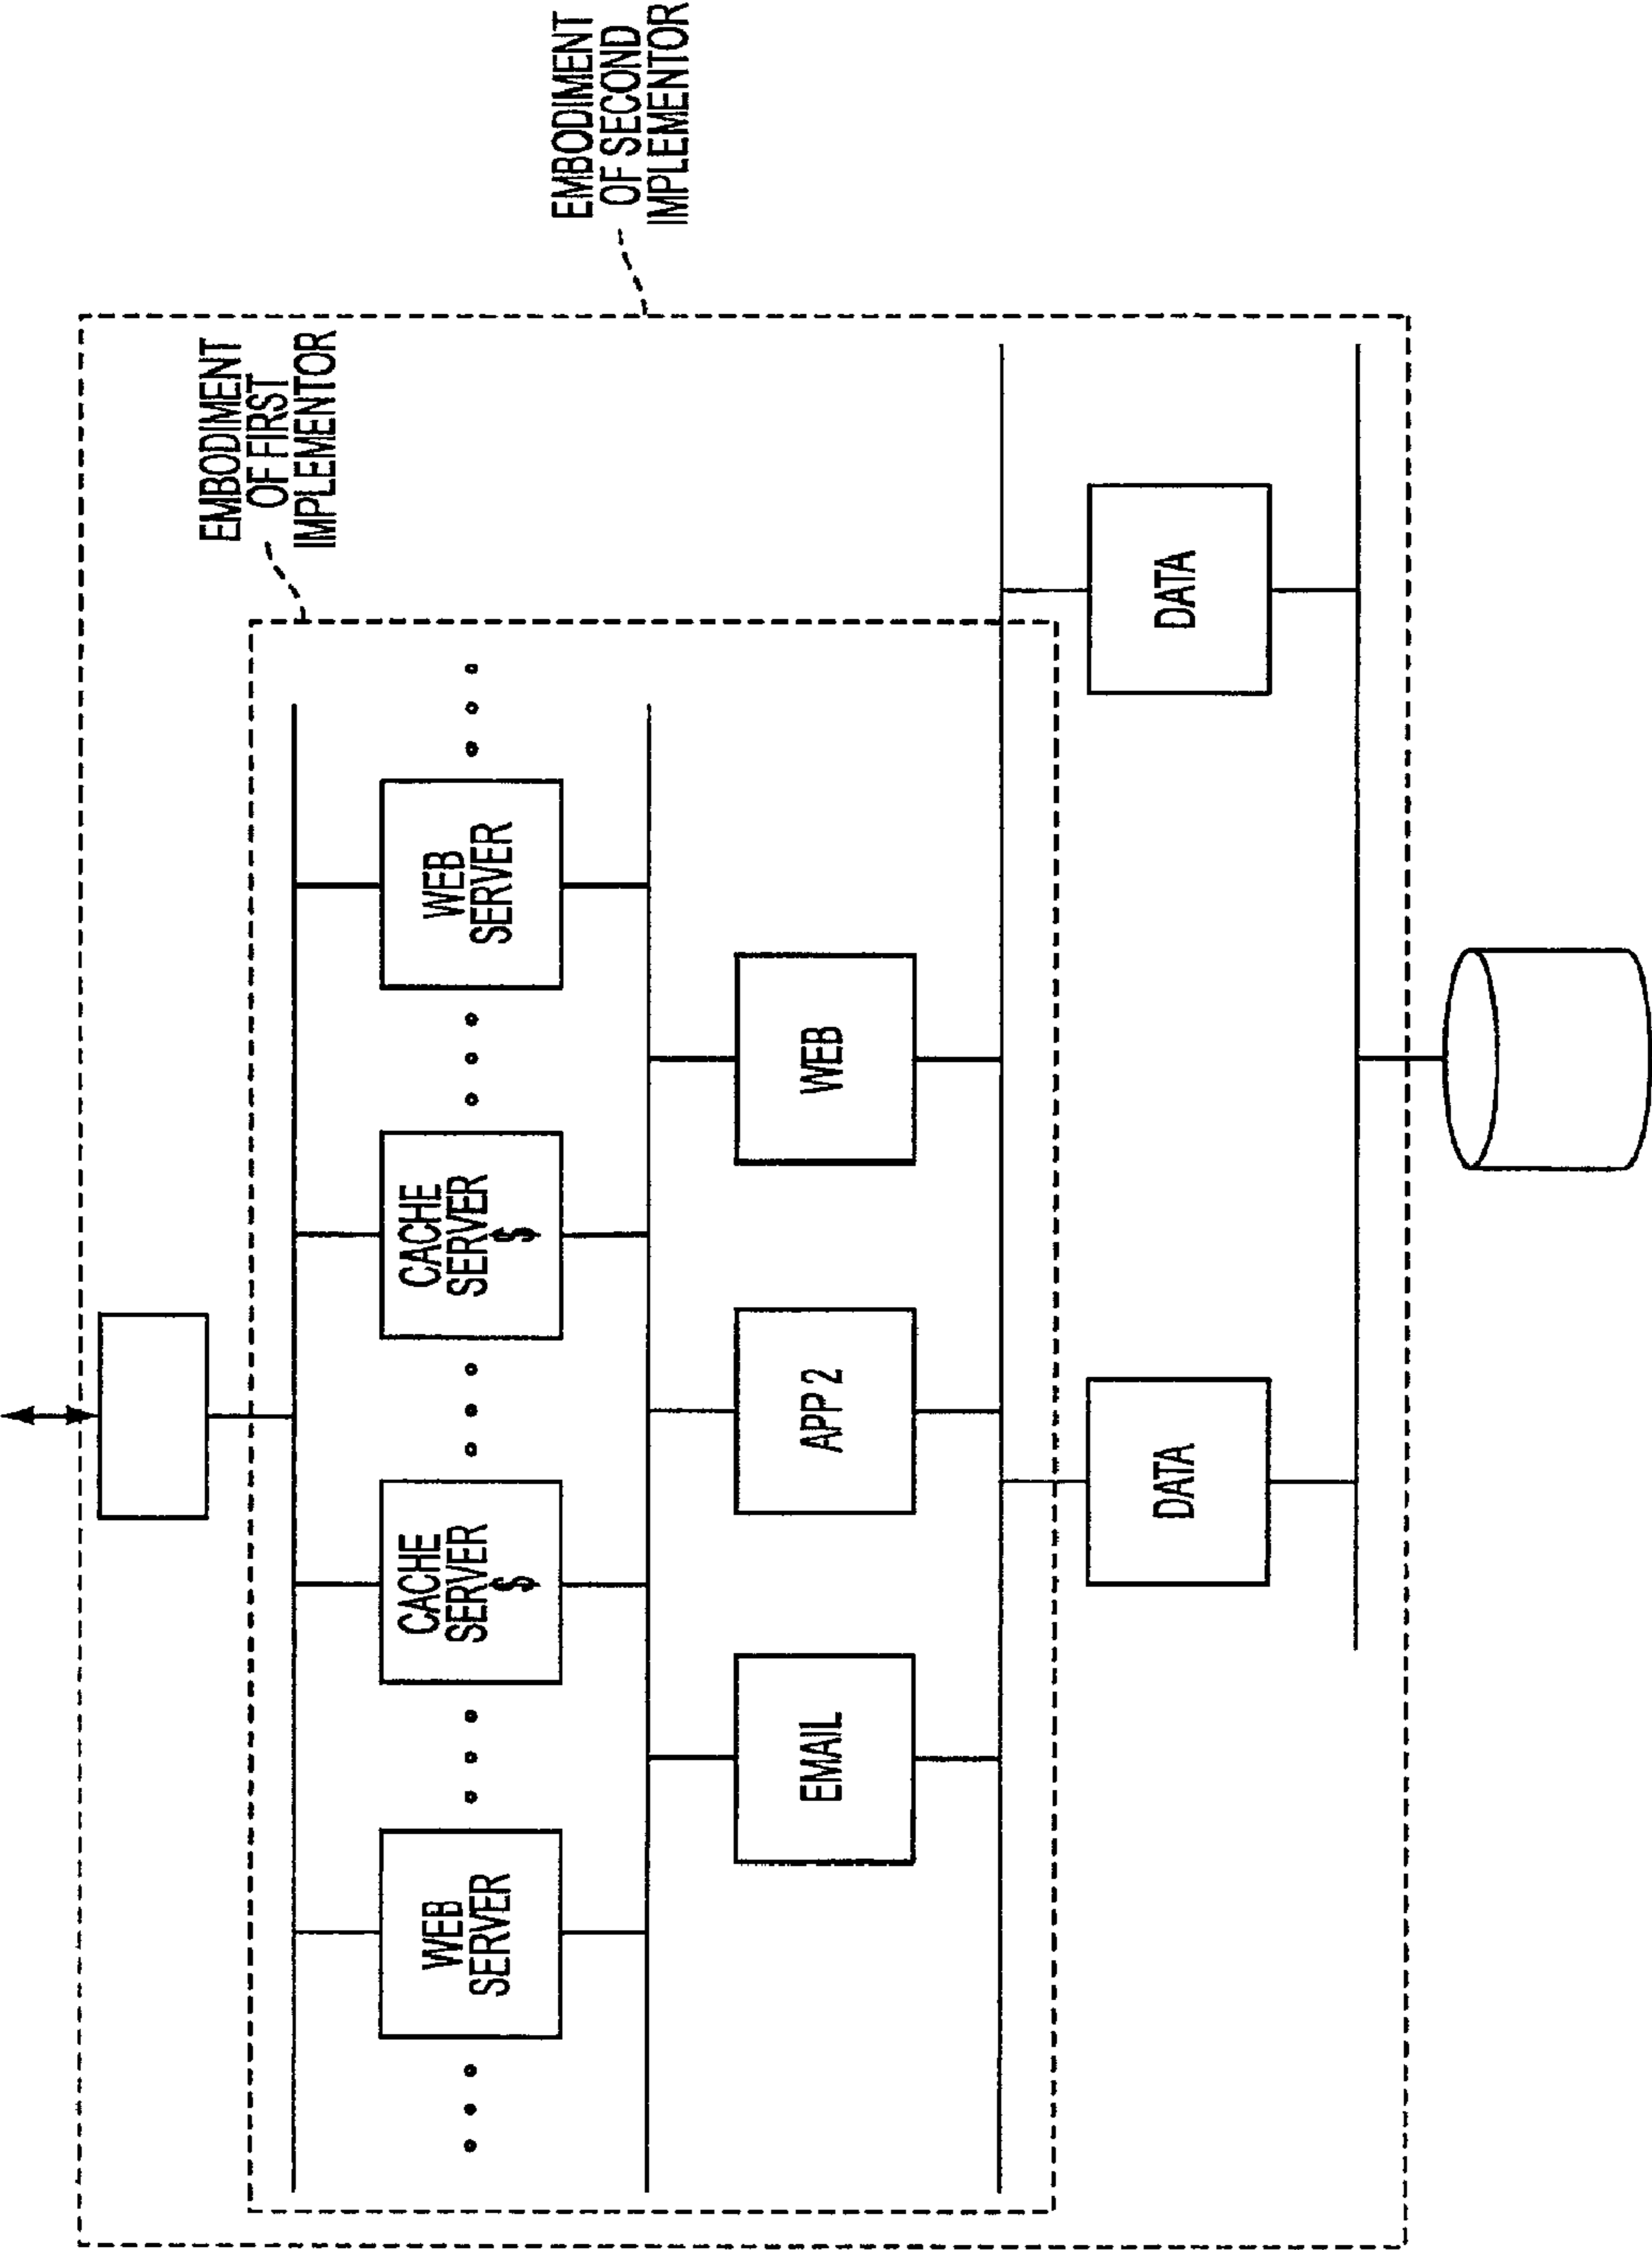 EMBODIMENT
OF FIRST
IMPLEMENTOR
WEB
SERVER
CACHE
SERVER
$
CACHE
SERVER
$
WEB
SERVER
EMBODIMENT
OF SECOND
IMPLEMENTOR
EMAIL
APP 2
WEB
DATA
DATA